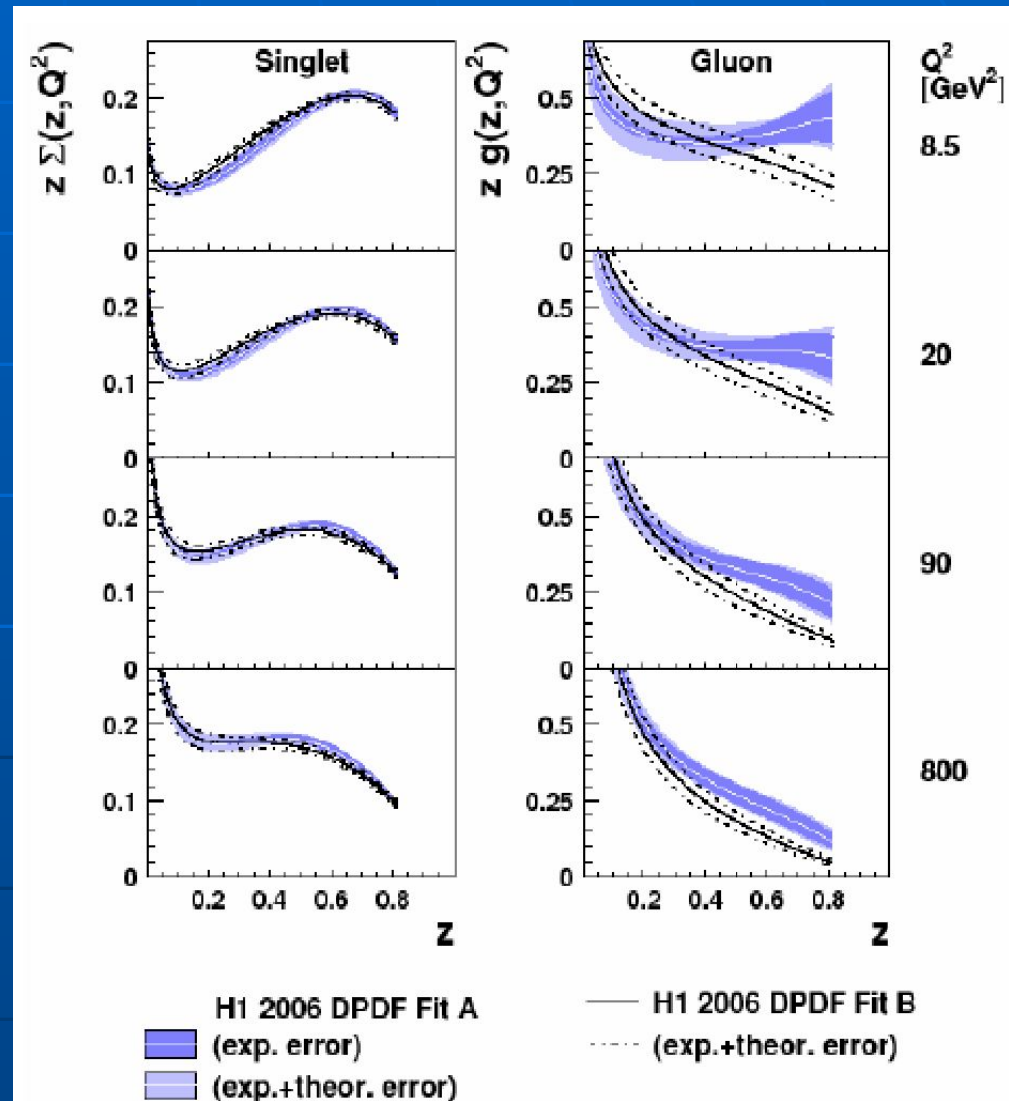 z Σ(z,Q²)
Singlet
0.2
0.1
0
0.2
0.1
0
0.2
0.1
0
0.2
0.1
0
0.2 0.4 0.6 0.8
z
z g(z,Q²)
Gluon
0.5
0.25
0
0.5
0.25
0
0.5
0.25
0
0.5
0.25
0
0.2 0.4 0.6 0.8
z
Q²
[GeV²]
8.5
20
90
800
H1 2006 DPDF Fit A
(exp. error)
(exp.+theor. error)
H1 2006 DPDF Fit B
(exp.+theor. error)